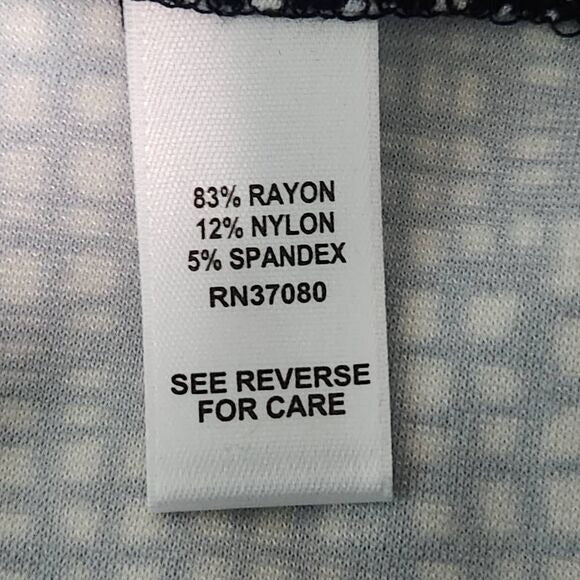 83% RAYON
12% NYLON
5% SPANDEX
RN37080
SEE REVERSE
FOR CARE